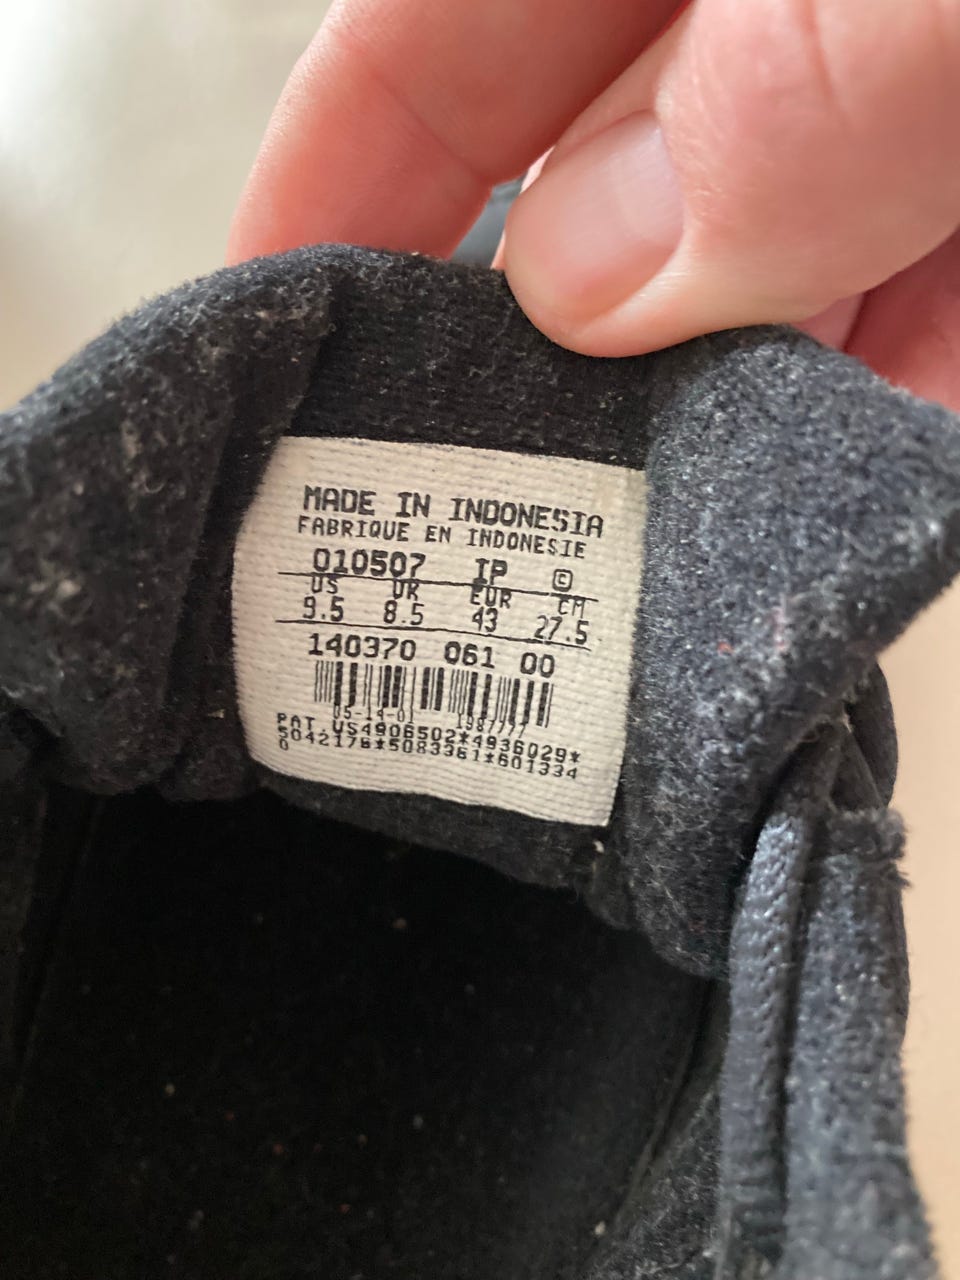 MADE IN INDONESIA
FABRIQUE EN INDONESIE
010507 IP ©
US UK EUR CM
9.5 8.5 43 27.5
140370 061 00
05-14-01 1987777
PAT. US4906502*4936029*
5042176*5083361*601334
0